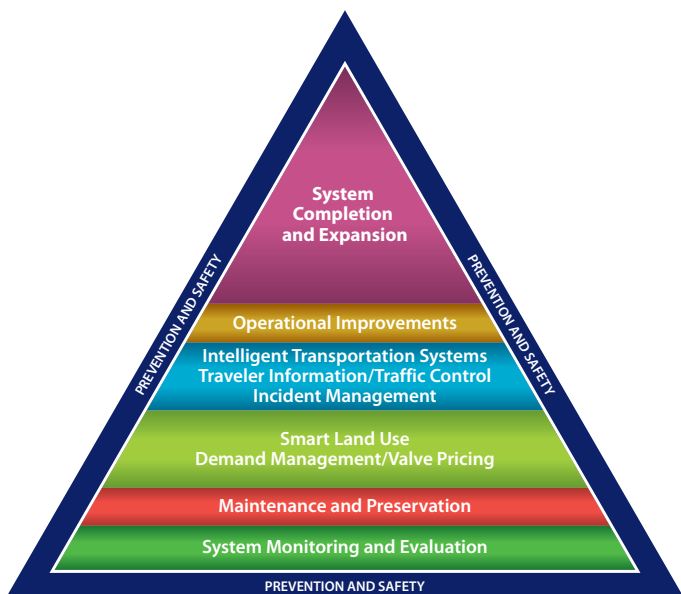 System
Completion
and Expansion
PREVENTION AND SAFETY
PREVENTION AND SAFETY
Operational Improvements
Intelligent Transportation Systems
Traveler Information/Traffic Control
Incident Management
Smart Land Use
Demand Management/Valve Pricing
Maintenance and Preservation
System Monitoring and Evaluation
PREVENTION AND SAFETY